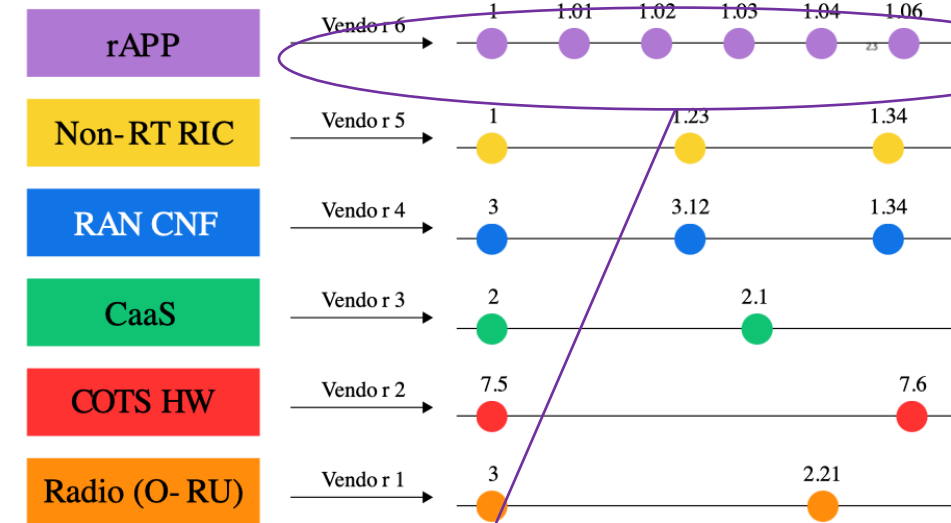 rAPP Vendo r 6 1 1.01 1.02 1.03 1.04 23 1.06
Non-RT RIC Vendo r 5 1 1.23 1.34
RAN CNF Vendo r 4 3 3.12 1.34
CaaS Vendo r 3 2 2.1
COTS HW Vendo r 2 7.5 7.6
Radio (O-RU) Vendo r 1 3 2.21